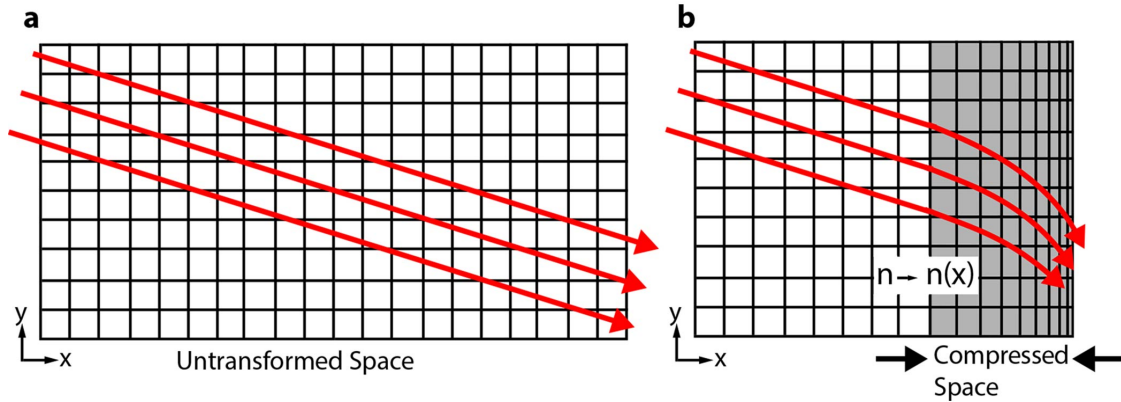 a
b
n → n(x)
y
x
Untransformed Space
y
x
Compressed
Space